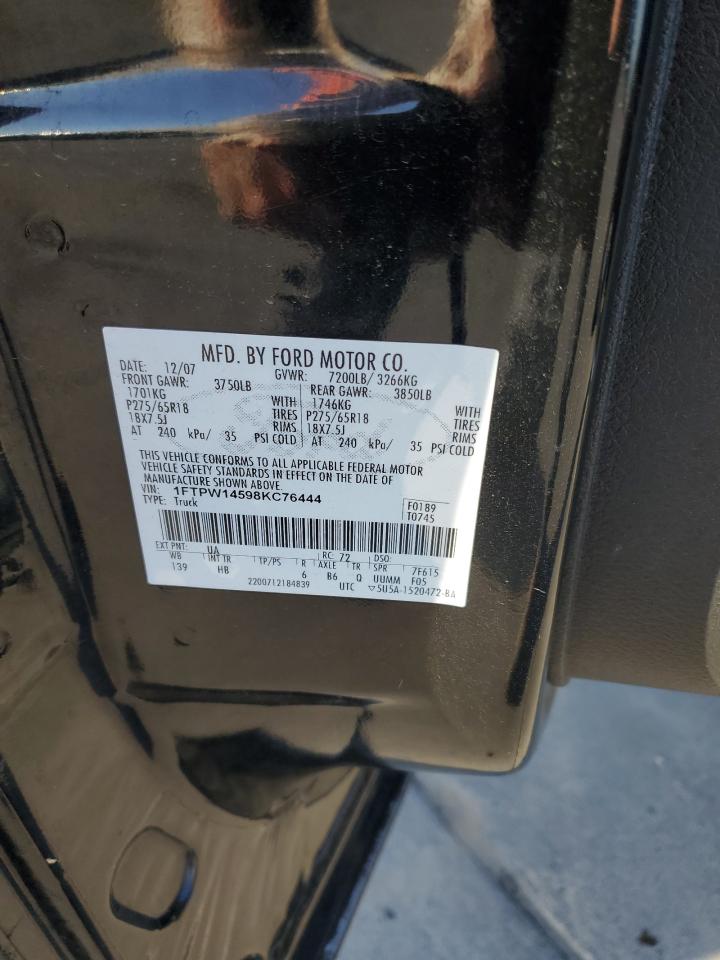 MFD. BY FORD MOTOR CO.
DATE: 12/07 GVWR: 7200LB/ 3266KG
FRONT GAWR: 3750LB REAR GAWR: 3850LB
1701KG WITH 1746KG WITH
P275/65R18 TIRES P275/65R18 TIRES
18X7.5J RIMS 18X7.5J RIMS
AT 240 kPa/ 35 PSI COLD AT 240 kPa/ 35 PSI COLD
THIS VEHICLE CONFORMS TO ALL APPLICABLE FEDERAL MOTOR
VEHICLE SAFETY STANDARDS IN EFFECT ON THE DATE OF
MANUFACTURE SHOWN ABOVE.
VIN: 1FTPW14598KC76444 F0189
TYPE: Truck T0745
EXT PNT: UA RC: 72 DSO:
WB INT TR TP/PS R AXLE TR SPR 7F615
139 HB 6 B6 Q UUMM F05
2200712184839 UTC ▽5U5A-1520472-BA